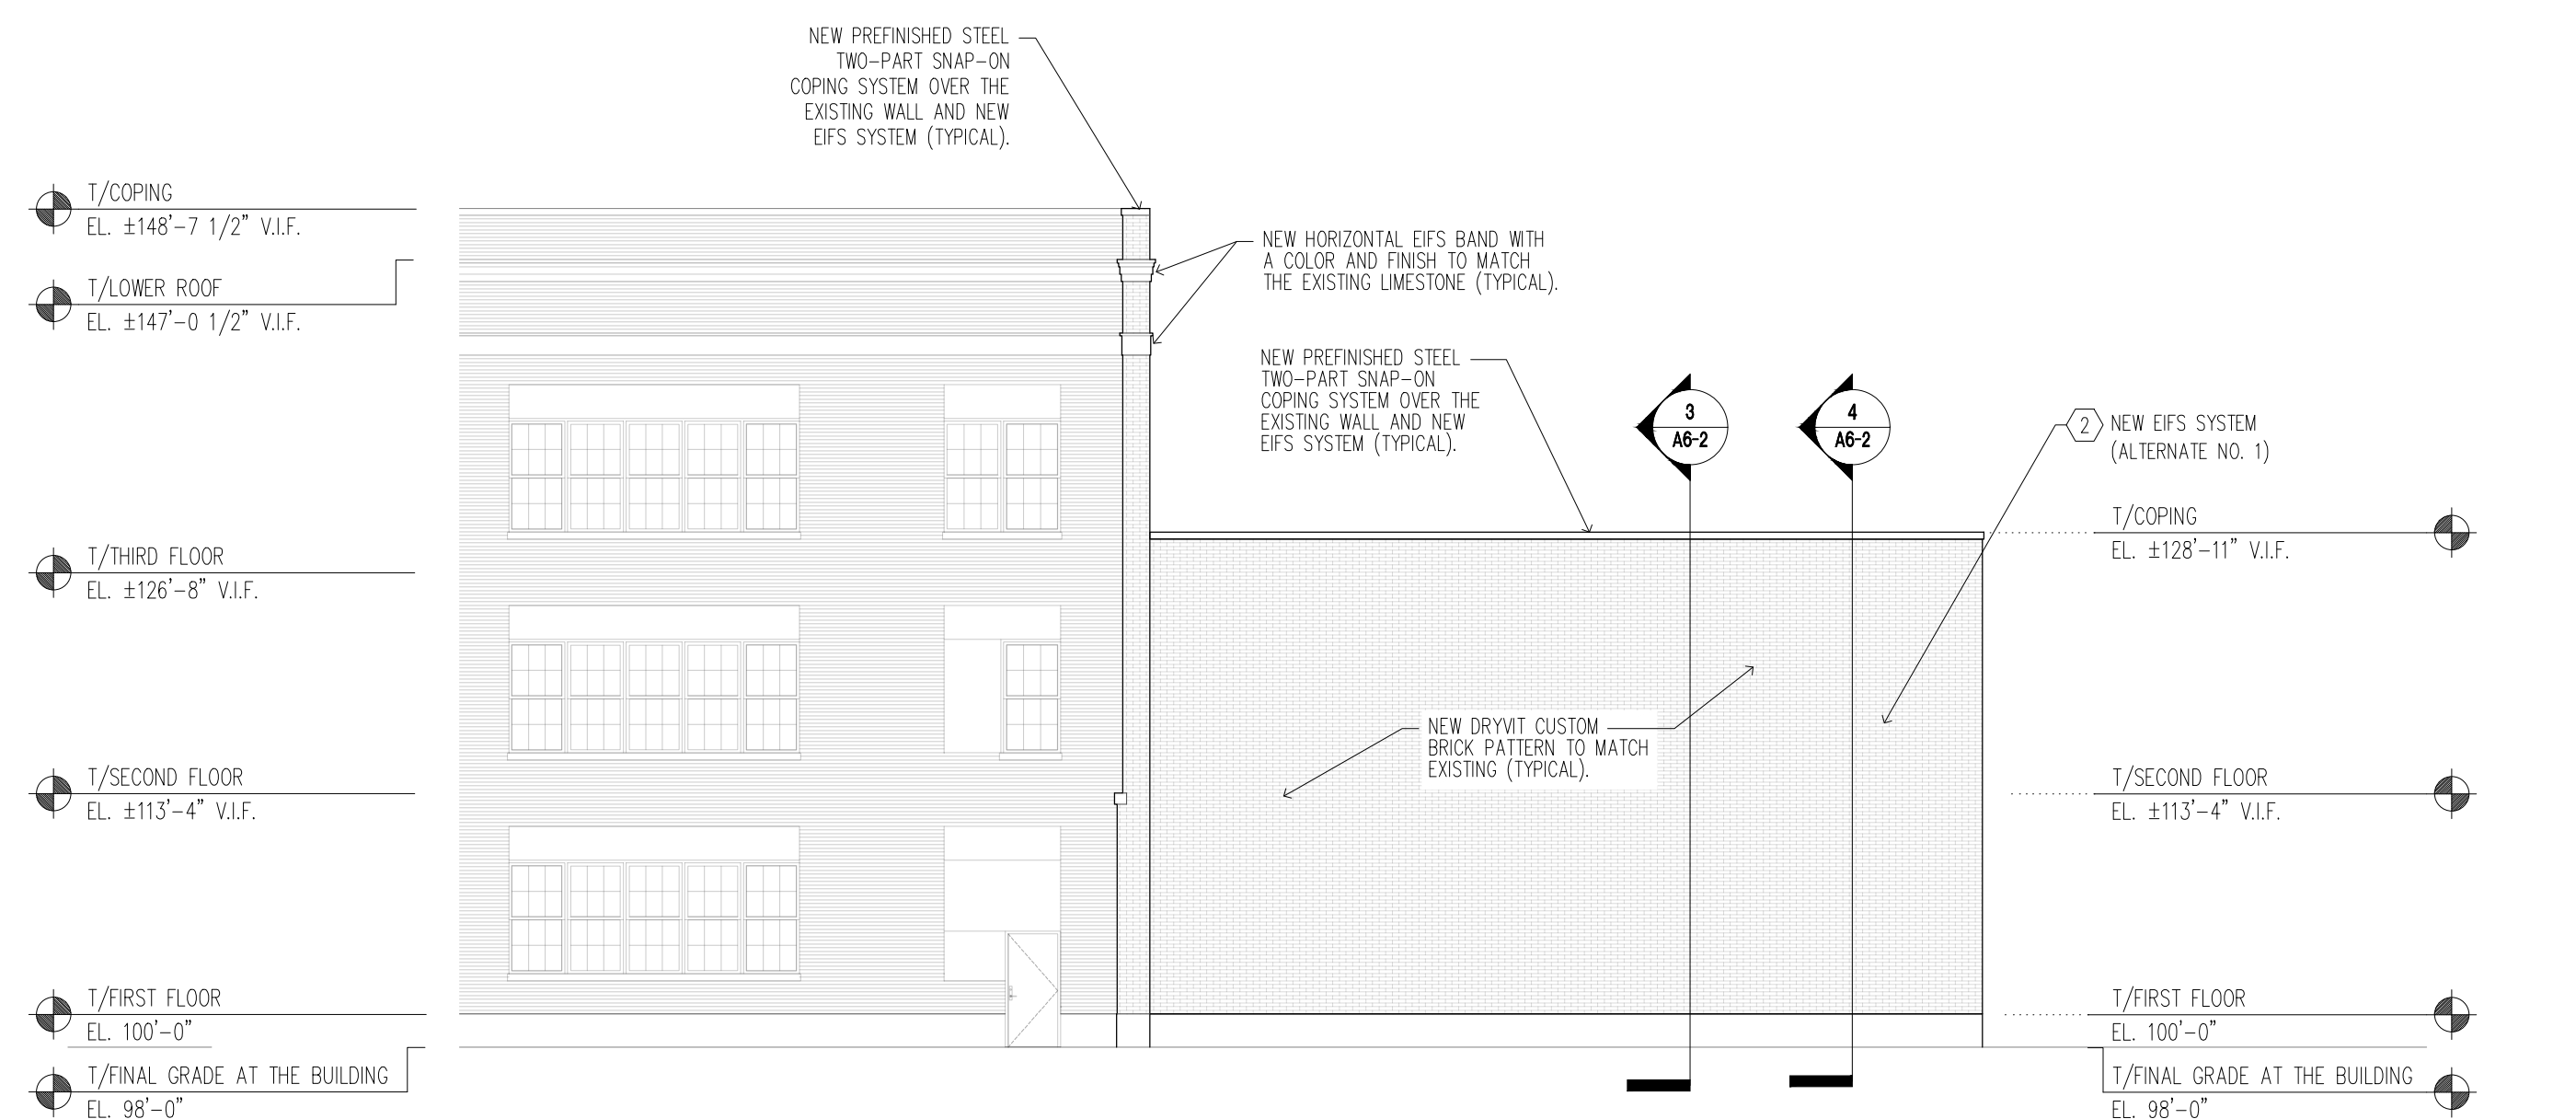 NEW PREFINISHED STEEL
TWO-PART SNAP-ON
COPING SYSTEM OVER THE
EXISTING WALL AND NEW
EIFS SYSTEM (TYPICAL).
T/COPING
EL. ±148'-7 1/2" V.I.F.
T/LOWER ROOF
EL. ±147'-0 1/2" V.I.F.
NEW HORIZONTAL EIFS BAND WITH
A COLOR AND FINISH TO MATCH
THE EXISTING LIMESTONE (TYPICAL).
NEW PREFINISHED STEEL
TWO-PART SNAP-ON
COPING SYSTEM OVER THE
EXISTING WALL AND NEW
EIFS SYSTEM (TYPICAL).
3
A6-2
4
A6-2
2
NEW EIFS SYSTEM
(ALTERNATE NO. 1)
T/COPING
EL. ±128'-11" V.I.F.
T/THIRD FLOOR
EL. ±126'-8" V.I.F.
NEW DRYVIT CUSTOM
BRICK PATTERN TO MATCH
EXISTING (TYPICAL).
T/SECOND FLOOR
EL. ±113'-4" V.I.F.
T/SECOND FLOOR
EL. ±113'-4" V.I.F.
T/FIRST FLOOR
EL. 100'-0"
T/FIRST FLOOR
EL. 100'-0"
T/FINAL GRADE AT THE BUILDING
EL. 98'-0"
T/FINAL GRADE AT THE BUILDING
EL. 98'-0"